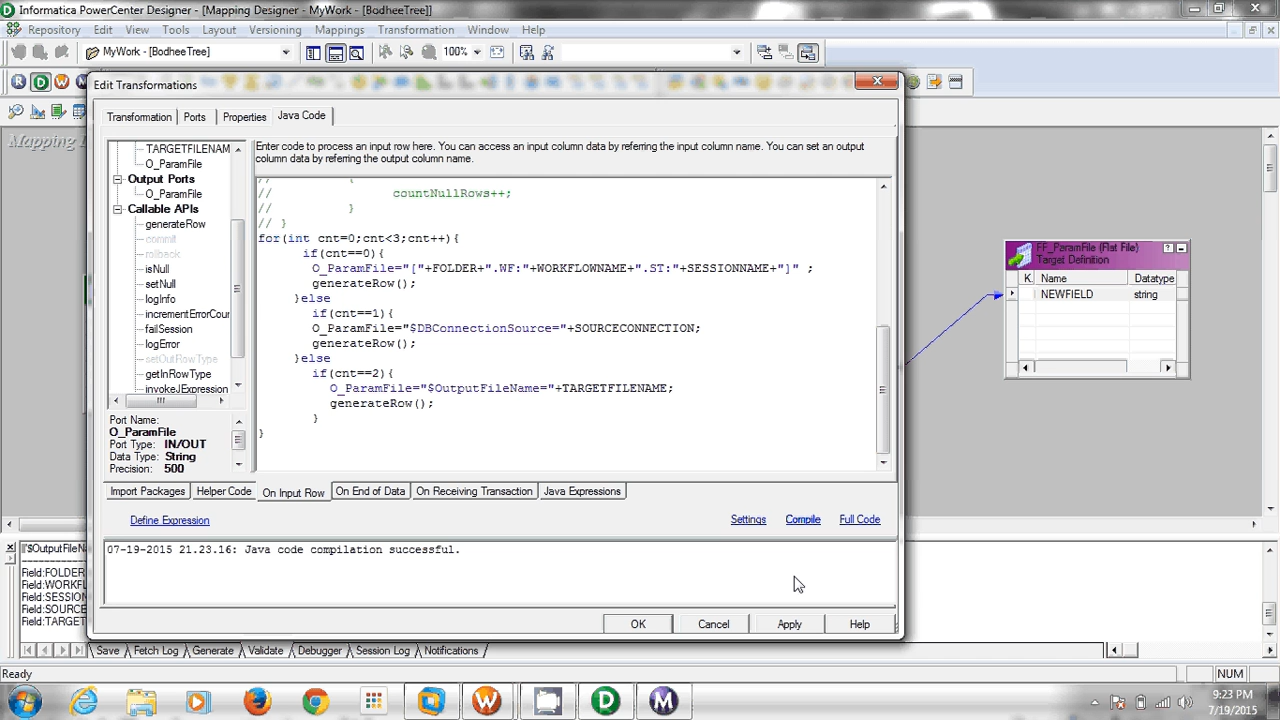 Informatica PowerCenter Designer - [Mapping Designer - MyWork - [BodheeTree]]
Repository Edit View Tools Layout Versioning Mappings Transformation Window Help
MyWork - [BodheeTree] 100%
R D W
Edit Transformations
Transformation Ports Properties Java Code
Mapping
TARGETFILENAM
O_ParamFile
Output Ports
O_ParamFile
Callable APIs
generateRow
commit
rollback
isNull
setNull
logInfo
incrementErrorCou
failSession
logError
setOutRowType
getInRowType
invokeJExpression
Port Name:
O_ParamFile
Port Type: IN/OUT
Data Type: String
Precision: 500
Enter code to process an input row here. You can access an input column data by referring the input column name. You can set an output
column data by referring the output column name.
// {
// countNullRows++;
// }
// }
for(int cnt=0;cnt<3;cnt++){
if(cnt==0){
O_ParamFile="["+FOLDER+".WF:"+WORKFLOWNAME+".ST:"+SESSIONNAME+"]" ;
generateRow();
}else
if(cnt==1){
O_ParamFile="$DBConnectionSource="+SOURCECONNECTION;
generateRow();
}else
if(cnt==2){
O_ParamFile="$OutputFileName="+TARGETFILENAME;
generateRow();
}
}
Import Packages Helper Code On Input Row On End of Data On Receiving Transaction Java Expressions
Define Expression Settings Compile Full Code
07-19-2015 21.23.16: Java code compilation successful.
OK Cancel Apply Help
FF_ParamFile (Flat File)
Target Definition
K Name Datatype
NEWFIELD string
||"$OutputFileNa
Field:FOLDER
Field:WORKFL
Field:SESSION
Field:SOURCE
Field:TARGET
Save Fetch Log Generate Validate Debugger Session Log Notifications
Ready NUM
9:23 PM
7/19/2015